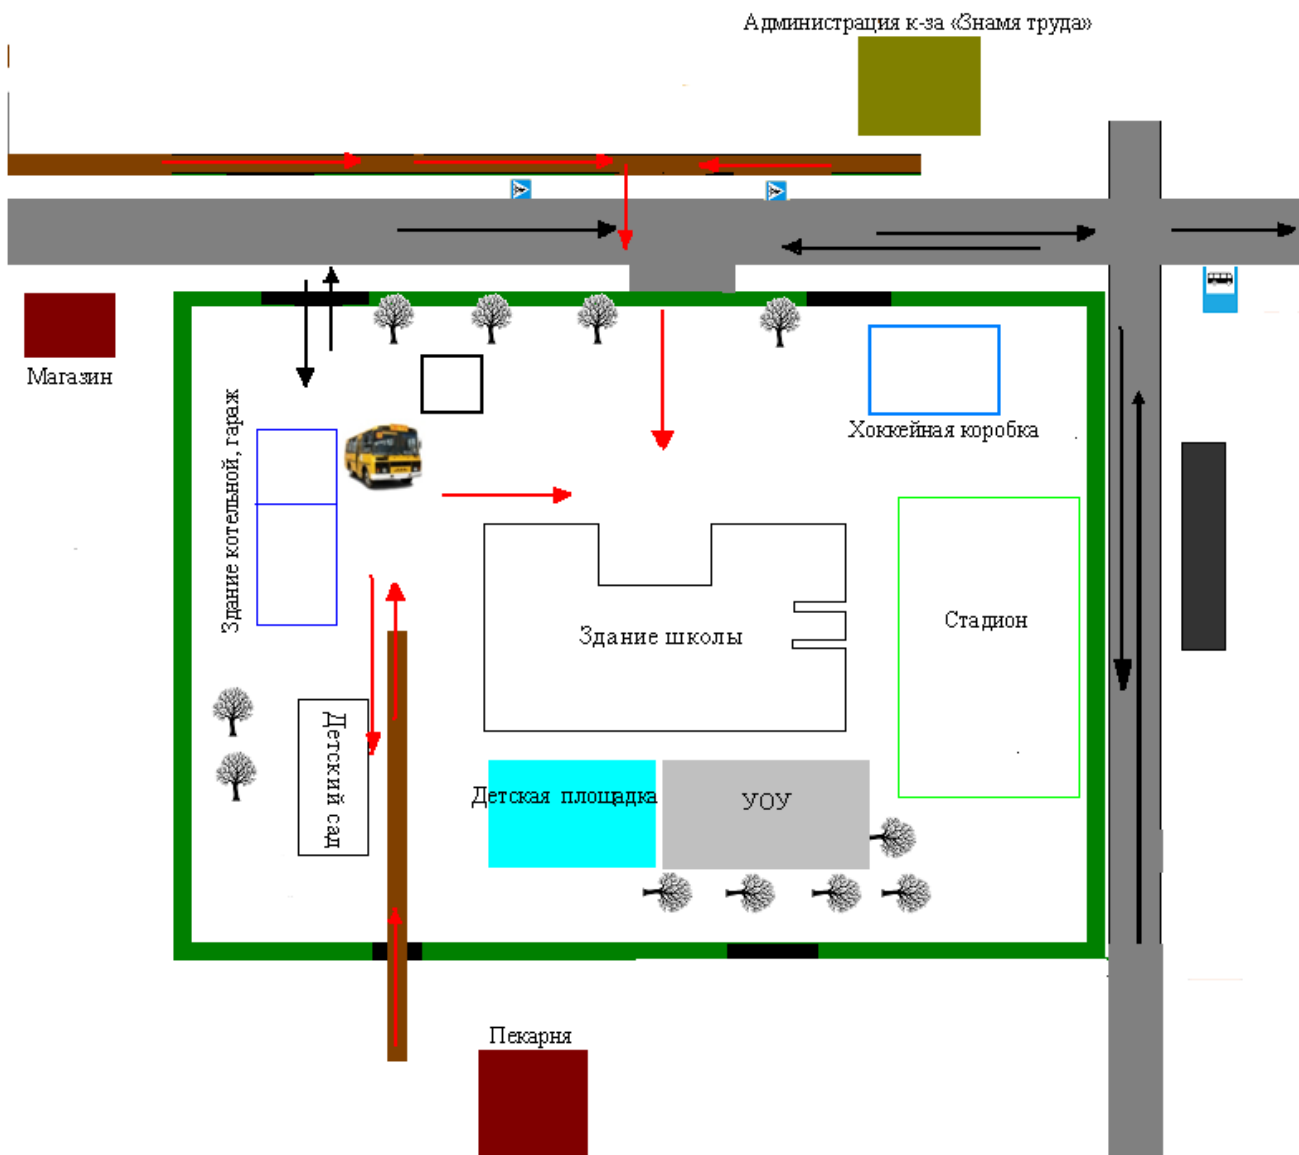 Администрация к-за «Знамя труда»
Магазин
Здание котельной, гараж
Хоккейная коробка
Здание школы
Стадион
Детский сад
Детская площадка
УОУ
Пекарня